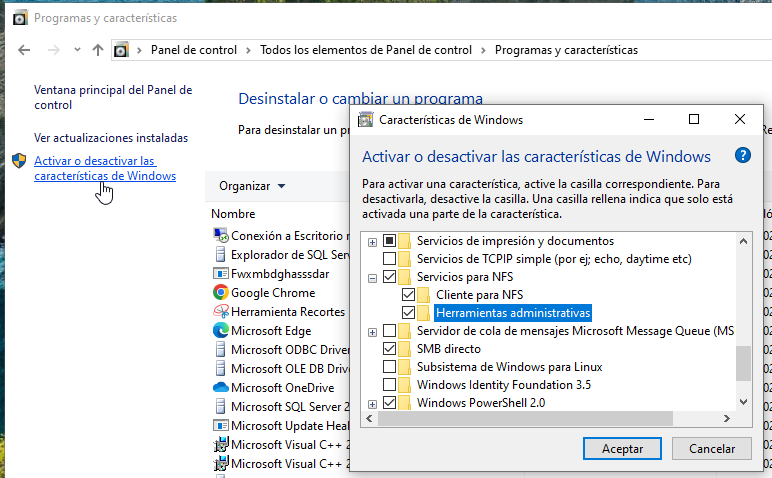 Programas y características
Panel de control > Todos los elementos de Panel de control > Programas y características
Ventana principal del Panel de
control
Ver actualizaciones instaladas
Activar o desactivar las
características de Windows
Desinstalar o cambiar un programa
Para desinstalar un
Organizar
Nombre
Conexión a Escritorio
Explorador de SQL Server
Fwxmbdghasssdar
Google Chrome
Herramienta Recortes
Microsoft Edge
Microsoft ODBC Driver
Microsoft OLE DB Driver
Microsoft OneDrive
Microsoft SQL Server 2
Microsoft Update Heal
Microsoft Visual C++ 2
Microsoft Visual C++ 2
Características de Windows
Activar o desactivar las características de Windows
Para activar una característica, active la casilla correspondiente. Para
desactivarla, desactive la casilla. Una casilla rellena indica que solo está
activada una parte de la característica.
Servicios de impresión y documentos
Servicios de TCPIP simple (por ej; echo, daytime etc)
Servicios para NFS
Cliente para NFS
Herramientas administrativas
Servidor de cola de mensajes Microsoft Message Queue (MS
SMB directo
Subsistema de Windows para Linux
Windows Identity Foundation 3.5
Windows PowerShell 2.0
Aceptar
Cancelar